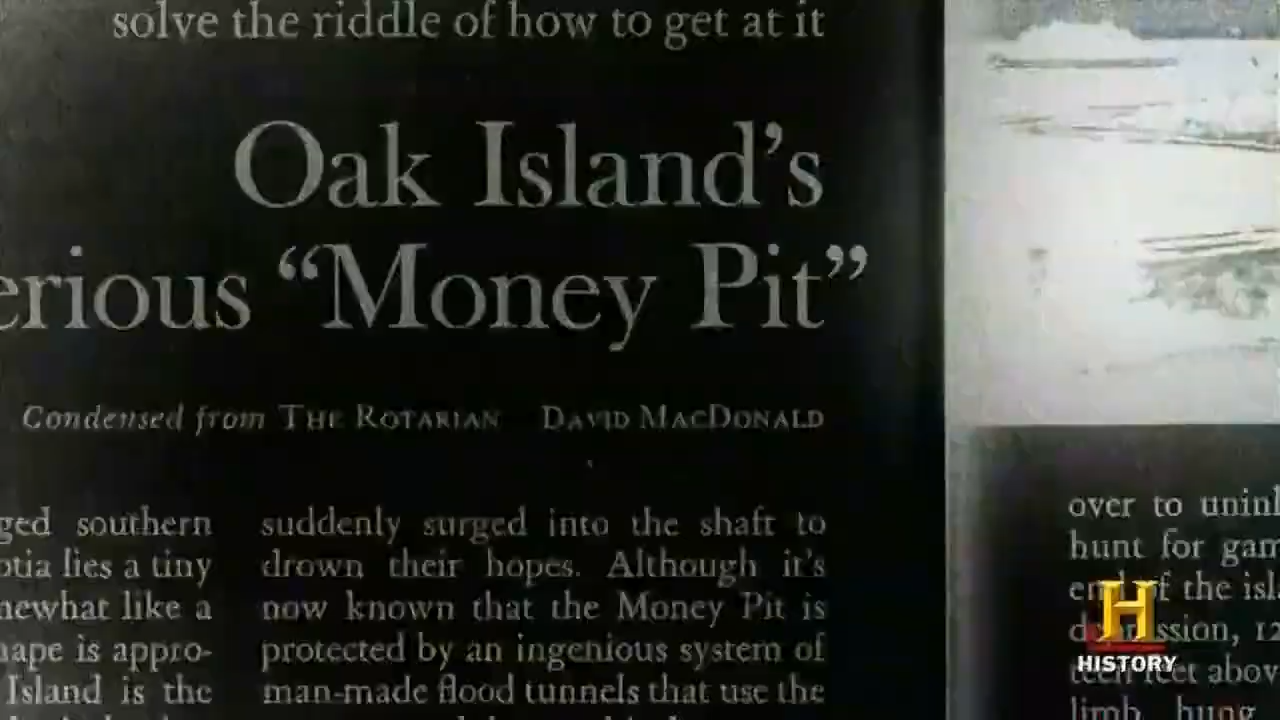 solve the riddle of how to get at it
Oak Island's
erious “Money Pit”
Condensed from THE ROTARIAN DAVID MACDONALD
ged southern
otia lies a tiny
newhat like a
hape is appro-
Island is the
suddenly surged into the shaft to
drown their hopes. Although it's
now known that the Money Pit is
protected by an ingenious system of
man-made flood tunnels that use the
over to uninl
hunt for gam
end of the isl
ssion, 12
teen feet abov
limb hung
HISTORY